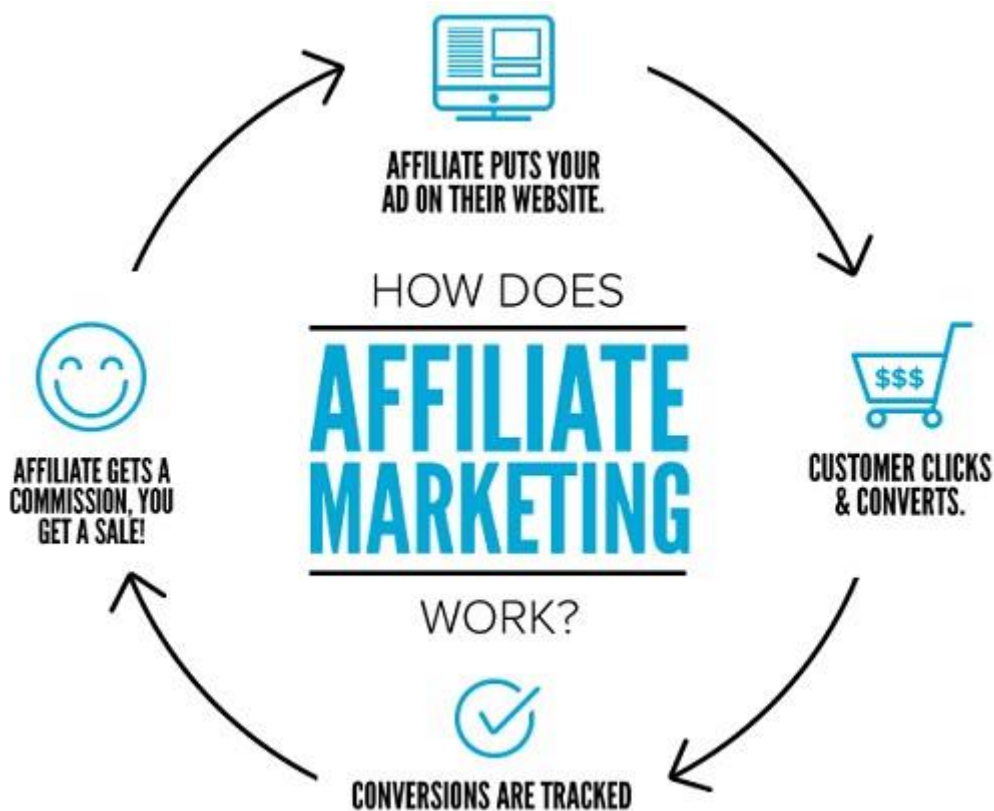 AFFILIATE PUTS YOUR
AD ON THEIR WEBSITE.
HOW DOES
AFFILIATE
MARKETING
WORK?
$$$
CUSTOMER CLICKS
& CONVERTS.
CONVERSIONS ARE TRACKED
AFFILIATE GETS A
COMMISSION, YOU
GET A SALE!